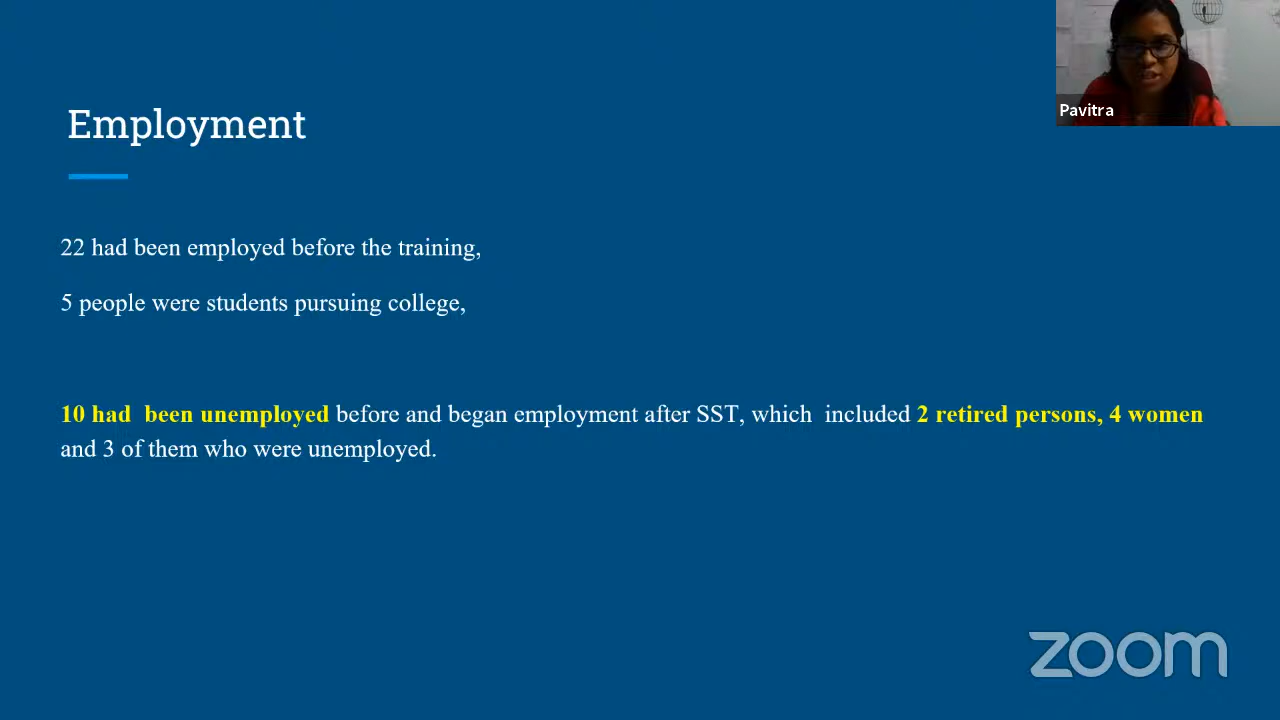 Pavitra
Employment
22 had been employed before the training,
5 people were students pursuing college,
10 had been unemployed before and began employment after SST, which included 2 retired persons, 4 women
and 3 of them who were unemployed.
zoom